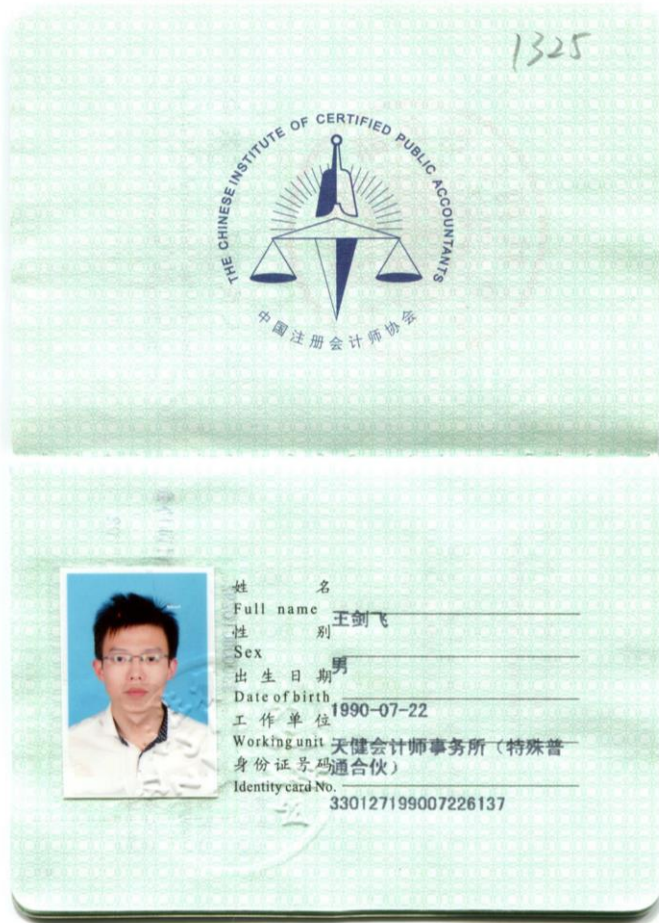 1325
THE CHINESE INSTITUTE OF CERTIFIED PUBLIC ACCOUNTANTS
中国注册会计师协会
姓 名
Full name 王剑飞
性 别
Sex 男
出生日期
Date of birth 1990-07-22
工作单位
Working unit 天健会计师事务所（特殊普
通合伙）
身份证号码
Identity card No. 330127199007226137